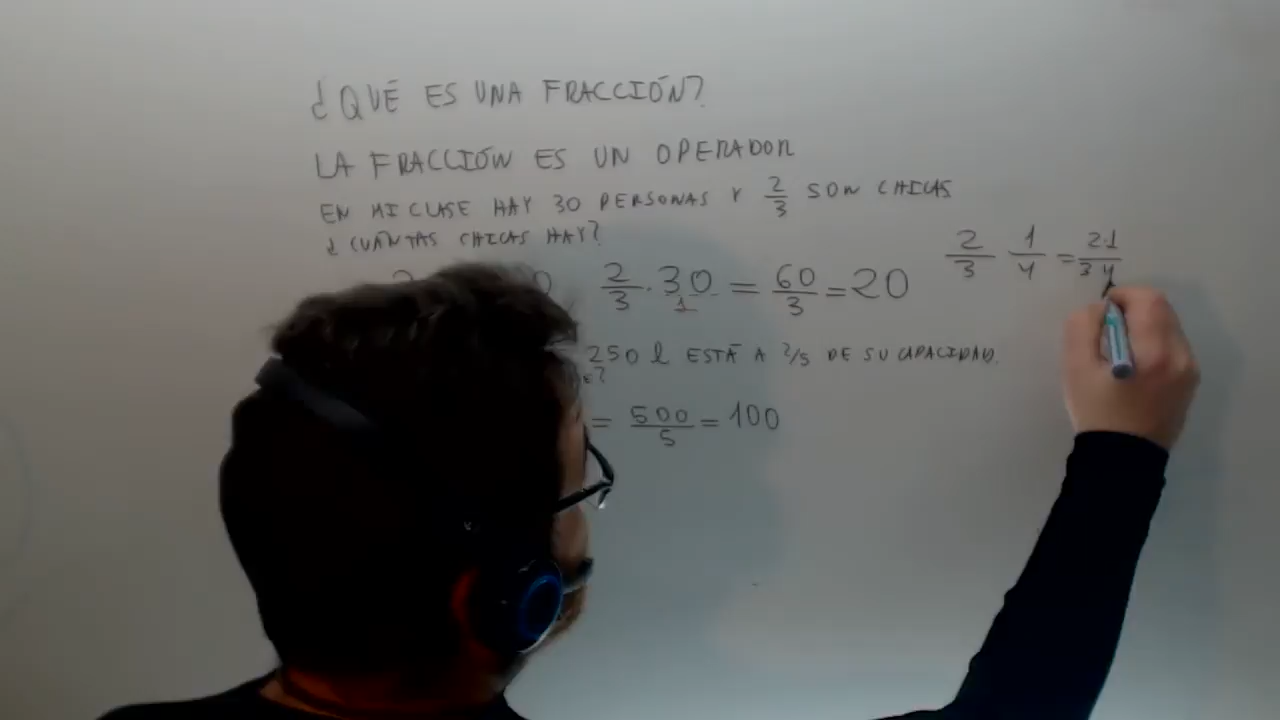 ¿QUÉ ES UNA FRACCIÓN?
LA FRACCIÓN ES UN OPERADOR
EN MI CLASE HAY 30 PERSONAS Y 2/3 SON CHICAS
¿CUÁNTAS CHICAS HAY?
2/3 · 30/1 = 60/3 = 20
2/3 1/4 = 2·1/3 4
250 l ESTÁ A 2/5 DE SU CAPACIDAD.
= 500/5 = 100